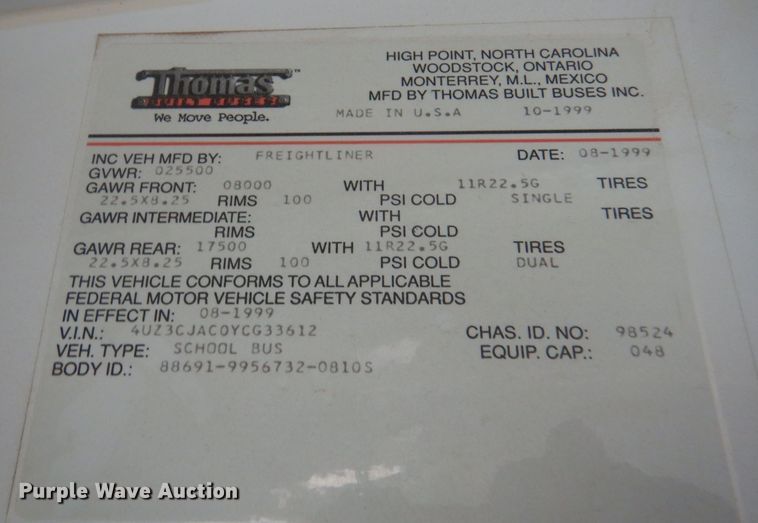 Thomas ™
BUILT BUSES
We Move People.
HIGH POINT, NORTH CAROLINA
WOODSTOCK, ONTARIO
MONTERREY, M.L., MEXICO
MFD BY THOMAS BUILT BUSES INC.
MADE IN U.S.A 10-1999
INC VEH MFD BY: FREIGHTLINER DATE: 08-1999
GVWR: 025500
GAWR FRONT: 08000 WITH 11R22.5G TIRES
22.5X8.25 RIMS 100 PSI COLD SINGLE
GAWR INTERMEDIATE: WITH TIRES
RIMS PSI COLD
GAWR REAR: 17500 WITH 11R22.5G TIRES
22.5X8.25 RIMS 100 PSI COLD DUAL
THIS VEHICLE CONFORMS TO ALL APPLICABLE
FEDERAL MOTOR VEHICLE SAFETY STANDARDS
IN EFFECT IN: 08-1999
V.I.N.: 4UZ3CJAC0YCG33612 CHAS. ID. NO: 98524
VEH. TYPE: SCHOOL BUS EQUIP. CAP.: 048
BODY ID.: 88691-9956732-0810S
Purple Wave Auction